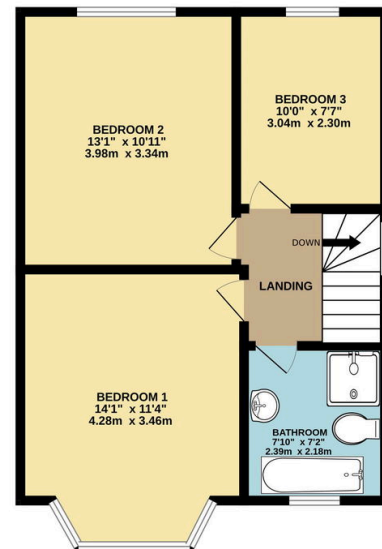 BEDROOM 2
13'1" x 10'11"
3.98m x 3.34m
BEDROOM 3
10'0" x 7'7"
3.04m x 2.30m
DOWN
LANDING
BEDROOM 1
14'1" x 11'4"
4.28m x 3.46m
BATHROOM
7'10" x 7'2"
2.39m x 2.18m